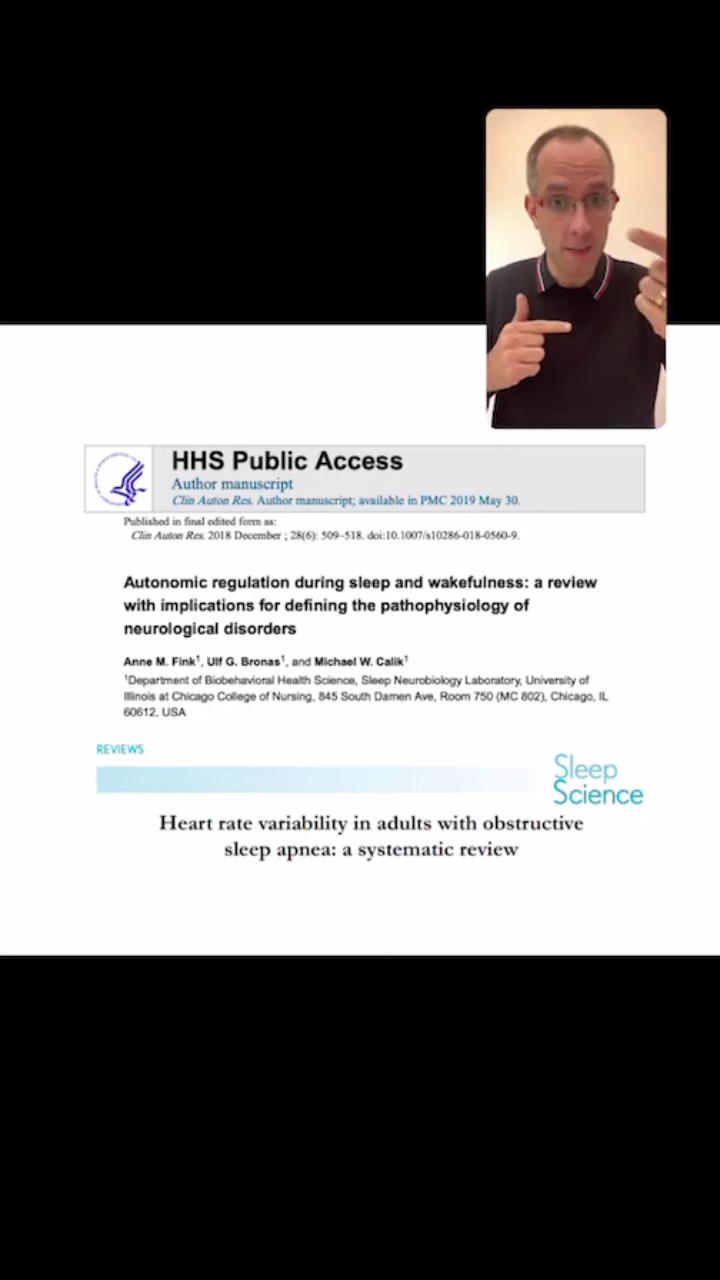 HHS Public Access
Author manuscript
Clin Auton Res. Author manuscript; available in PMC 2019 May 30.
Published in final edited form as:
Clin Auton Res. 2018 December ; 28(6): 509–518. doi:10.1007/s10286-018-0560-9.
Autonomic regulation during sleep and wakefulness: a review
with implications for defining the pathophysiology of
neurological disorders
Anne M. Fink¹, Ulf G. Bronas¹, and Michael W. Calik¹
¹Department of Biobehavioral Health Science, Sleep Neurobiology Laboratory, University of
Illinois at Chicago College of Nursing, 845 South Damen Ave, Room 750 (MC 802), Chicago, IL
60612, USA
REVIEWS
Sleep
Science
Heart rate variability in adults with obstructive
sleep apnea: a systematic review